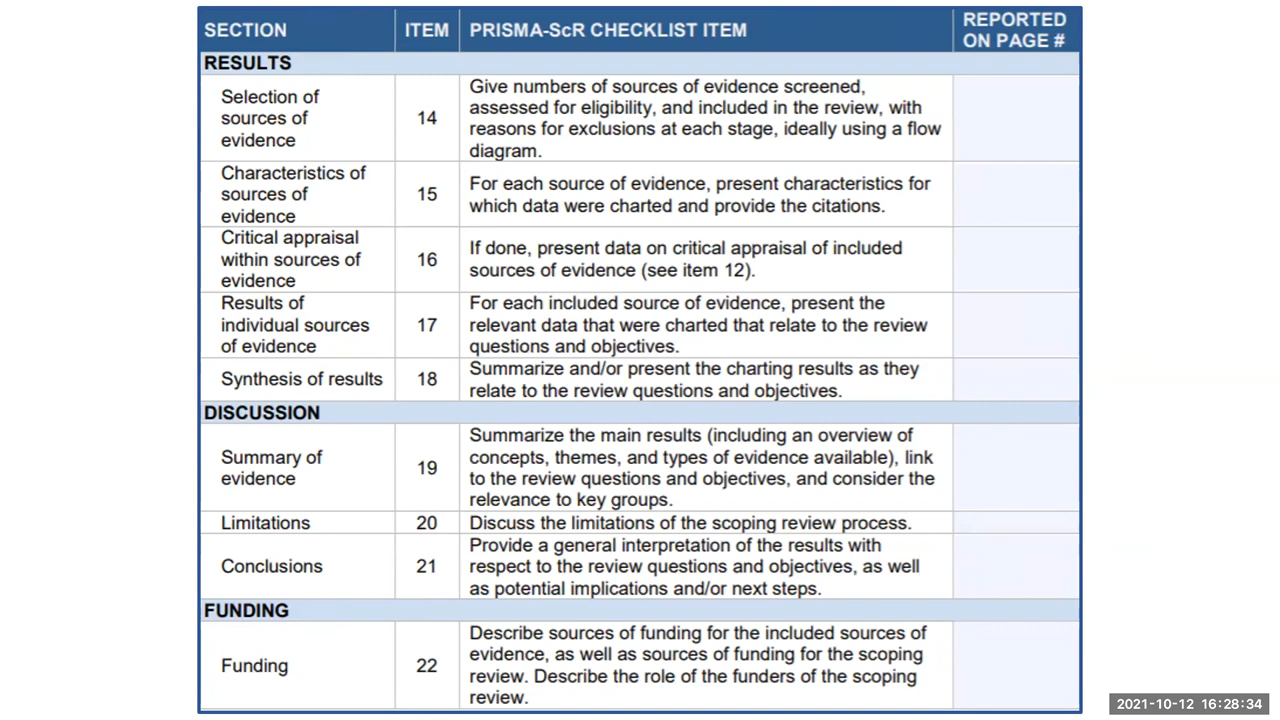 SECTION ITEM PRISMA-ScR CHECKLIST ITEM REPORTED ON PAGE #
RESULTS
Selection of
sources of
evidence
14
Give numbers of sources of evidence screened,
assessed for eligibility, and included in the review, with
reasons for exclusions at each stage, ideally using a flow
diagram.
Characteristics of
sources of
evidence
15
For each source of evidence, present characteristics for
which data were charted and provide the citations.
Critical appraisal
within sources of
evidence
16
If done, present data on critical appraisal of included
sources of evidence (see item 12).
Results of
individual sources
of evidence
17
For each included source of evidence, present the
relevant data that were charted that relate to the review
questions and objectives.
Synthesis of results
18
Summarize and/or present the charting results as they
relate to the review questions and objectives.
DISCUSSION
Summary of
evidence
19
Summarize the main results (including an overview of
concepts, themes, and types of evidence available), link
to the review questions and objectives, and consider the
relevance to key groups.
Limitations
20
Discuss the limitations of the scoping review process.
Conclusions
21
Provide a general interpretation of the results with
respect to the review questions and objectives, as well
as potential implications and/or next steps.
FUNDING
Funding
22
Describe sources of funding for the included sources of
evidence, as well as sources of funding for the scoping
review. Describe the role of the funders of the scoping
review.
2021-10-12 16:28:34